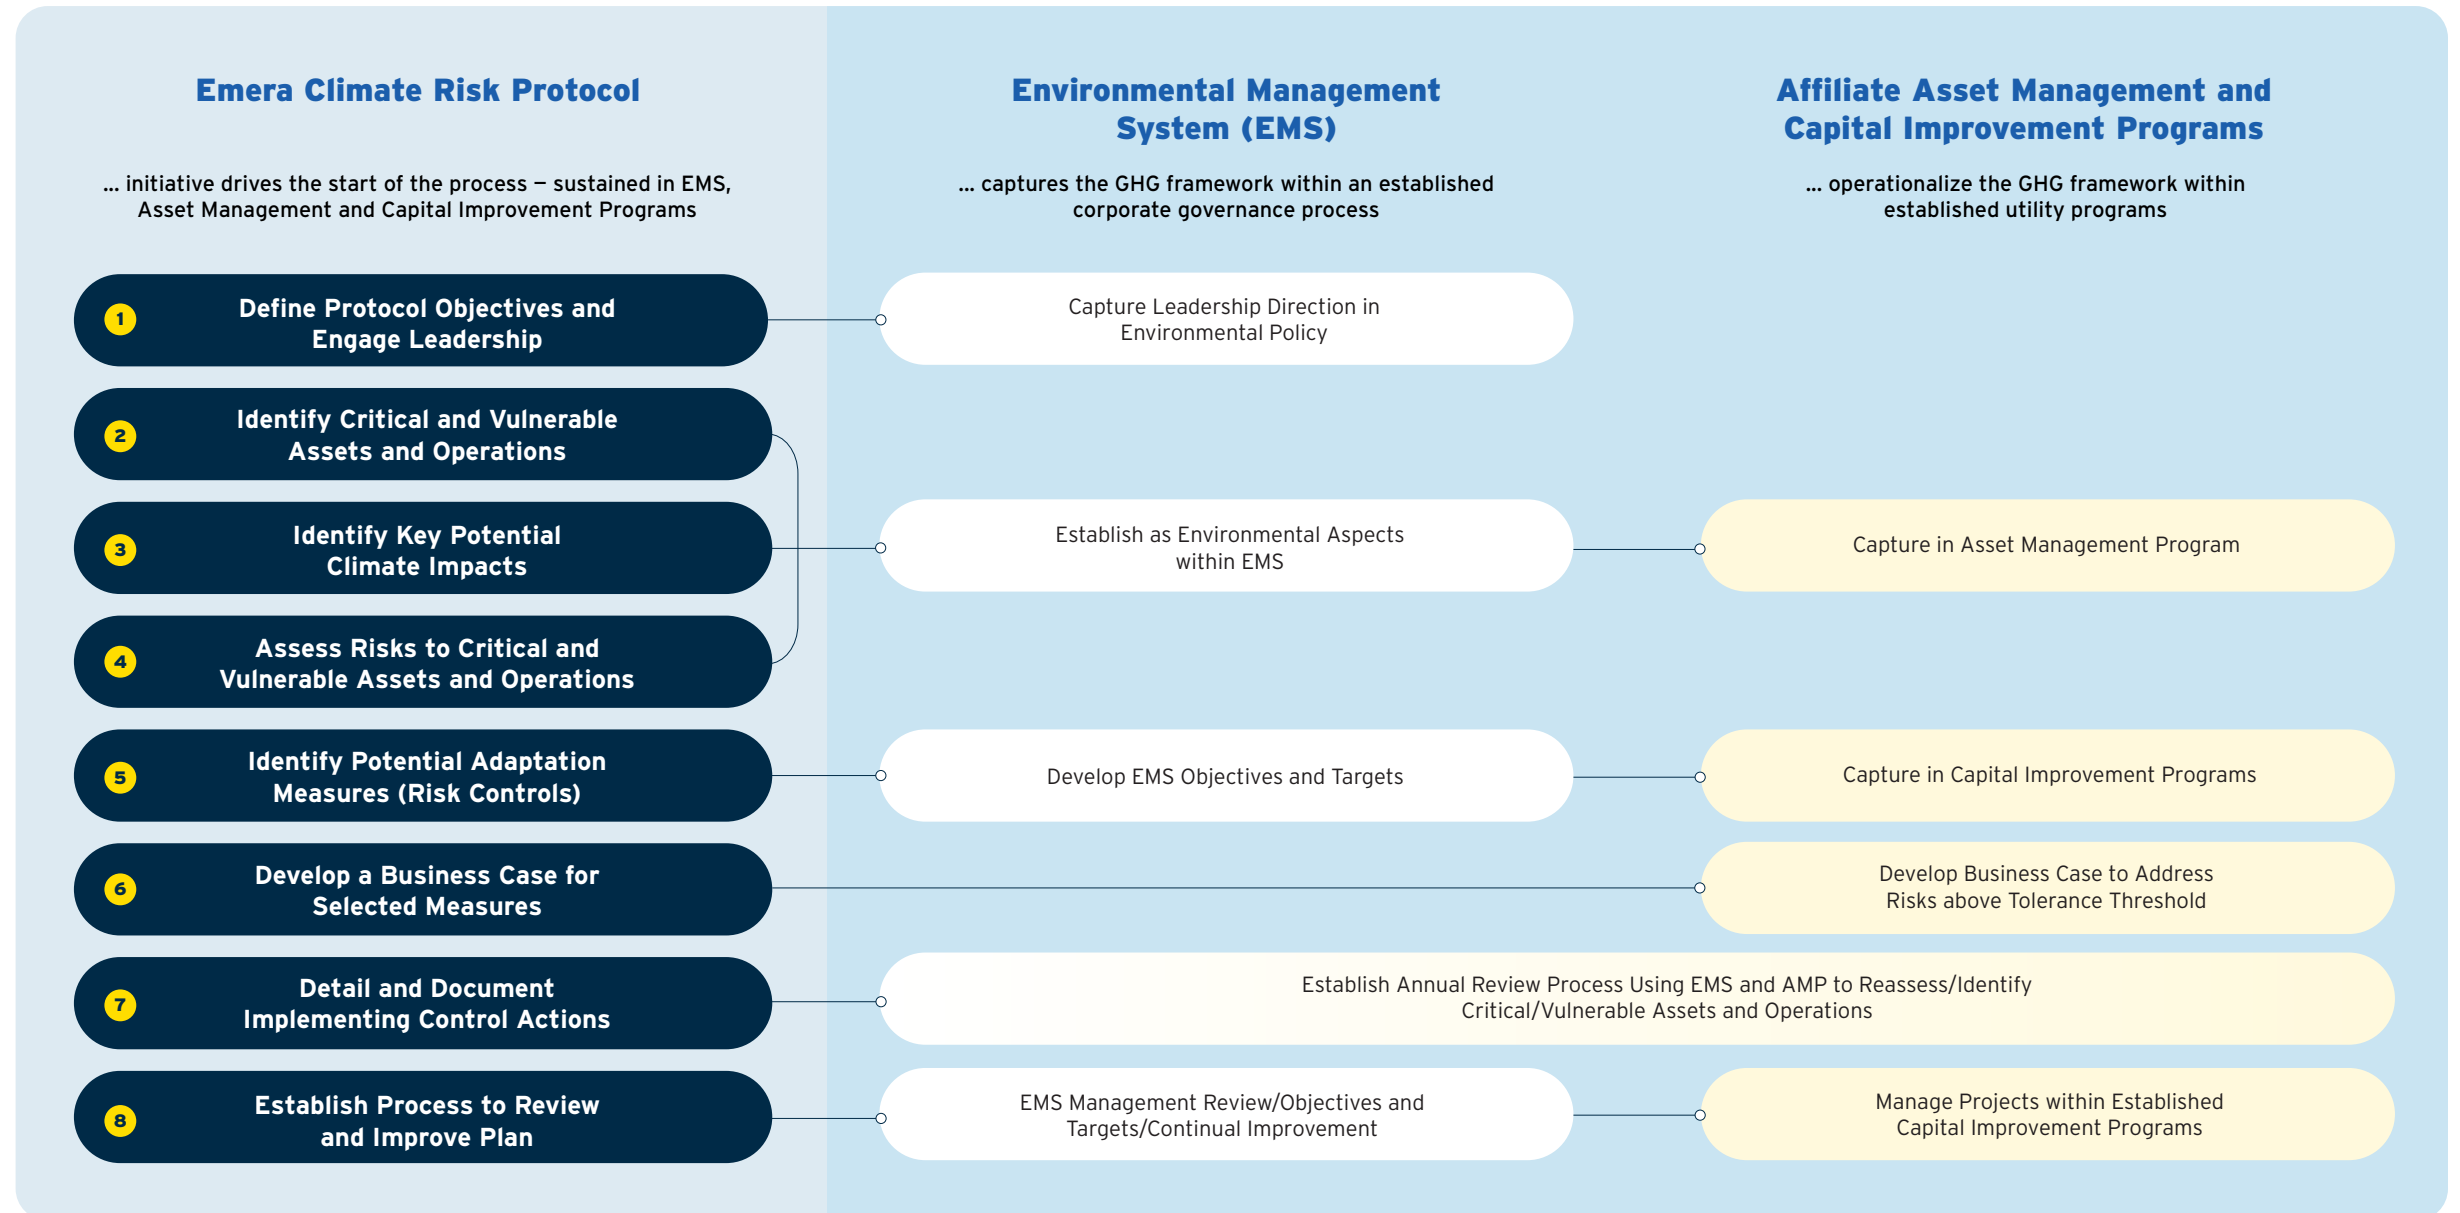 Emera Climate Risk Protocol
... initiative drives the start of the process – sustained in EMS,
Asset Management and Capital Improvement Programs
Environmental Management
System (EMS)
... captures the GHG framework within an established
corporate governance process
Affiliate Asset Management and
Capital Improvement Programs
... operationalize the GHG framework within
established utility programs
1
Define Protocol Objectives and
Engage Leadership
Capture Leadership Direction in
Environmental Policy
2
Identify Critical and Vulnerable
Assets and Operations
3
Identify Key Potential
Climate Impacts
Establish as Environmental Aspects
within EMS
Capture in Asset Management Program
4
Assess Risks to Critical and
Vulnerable Assets and Operations
5
Identify Potential Adaptation
Measures (Risk Controls)
Develop EMS Objectives and Targets
Capture in Capital Improvement Programs
6
Develop a Business Case for
Selected Measures
Develop Business Case to Address
Risks above Tolerance Threshold
7
Detail and Document
Implementing Control Actions
Establish Annual Review Process Using EMS and AMP to Reassess/Identify
Critical/Vulnerable Assets and Operations
8
Establish Process to Review
and Improve Plan
EMS Management Review/Objectives and
Targets/Continual Improvement
Manage Projects within Established
Capital Improvement Programs